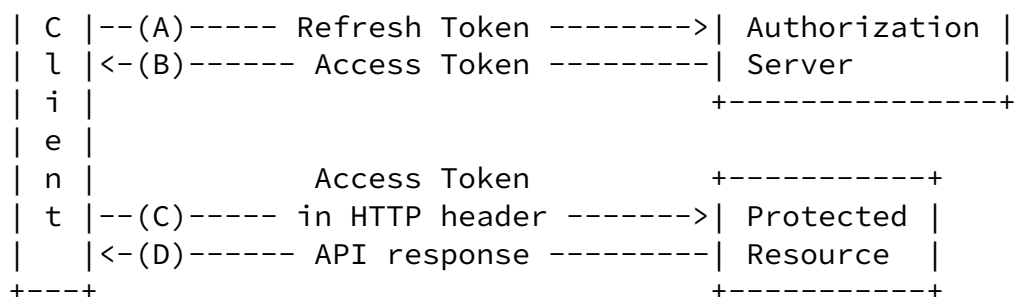 | C |--(A)----- Refresh Token -------->| Authorization |
| l |<-(B)------ Access Token ---------| Server        |
| i |                                  +---------------+
| e |
| n |            Access Token          +-----------+
| t |--(C)----- in HTTP header ------->| Protected |
|   |<-(D)------ API response ---------| Resource  |
+---+                                  +-----------+